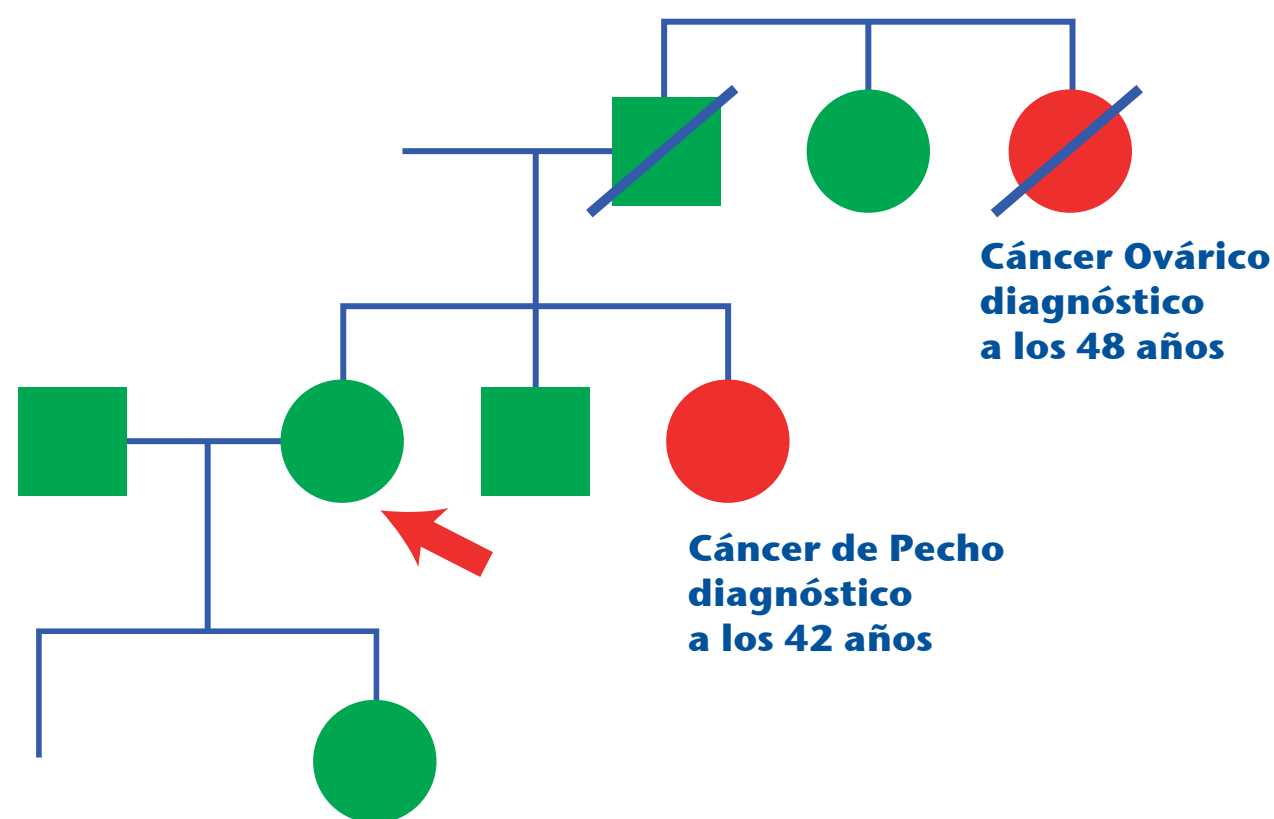 Cáncer Ovárico
diagnóstico
a los 48 años
Cáncer de Pecho
diagnóstico
a los 42 años